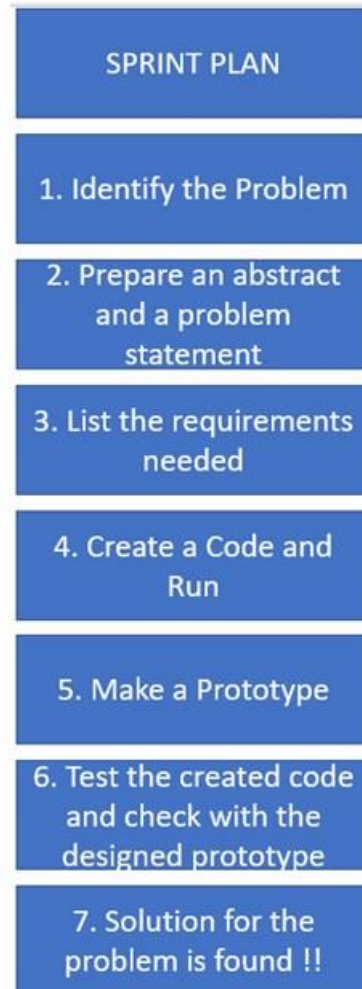 SPRINT PLAN
1. Identify the Problem
2. Prepare an abstract
and a problem
statement
3. List the requirements
needed
4. Create a Code and
Run
5. Make a Prototype
6. Test the created code
and check with the
designed prototype
7. Solution for the
problem is found !!